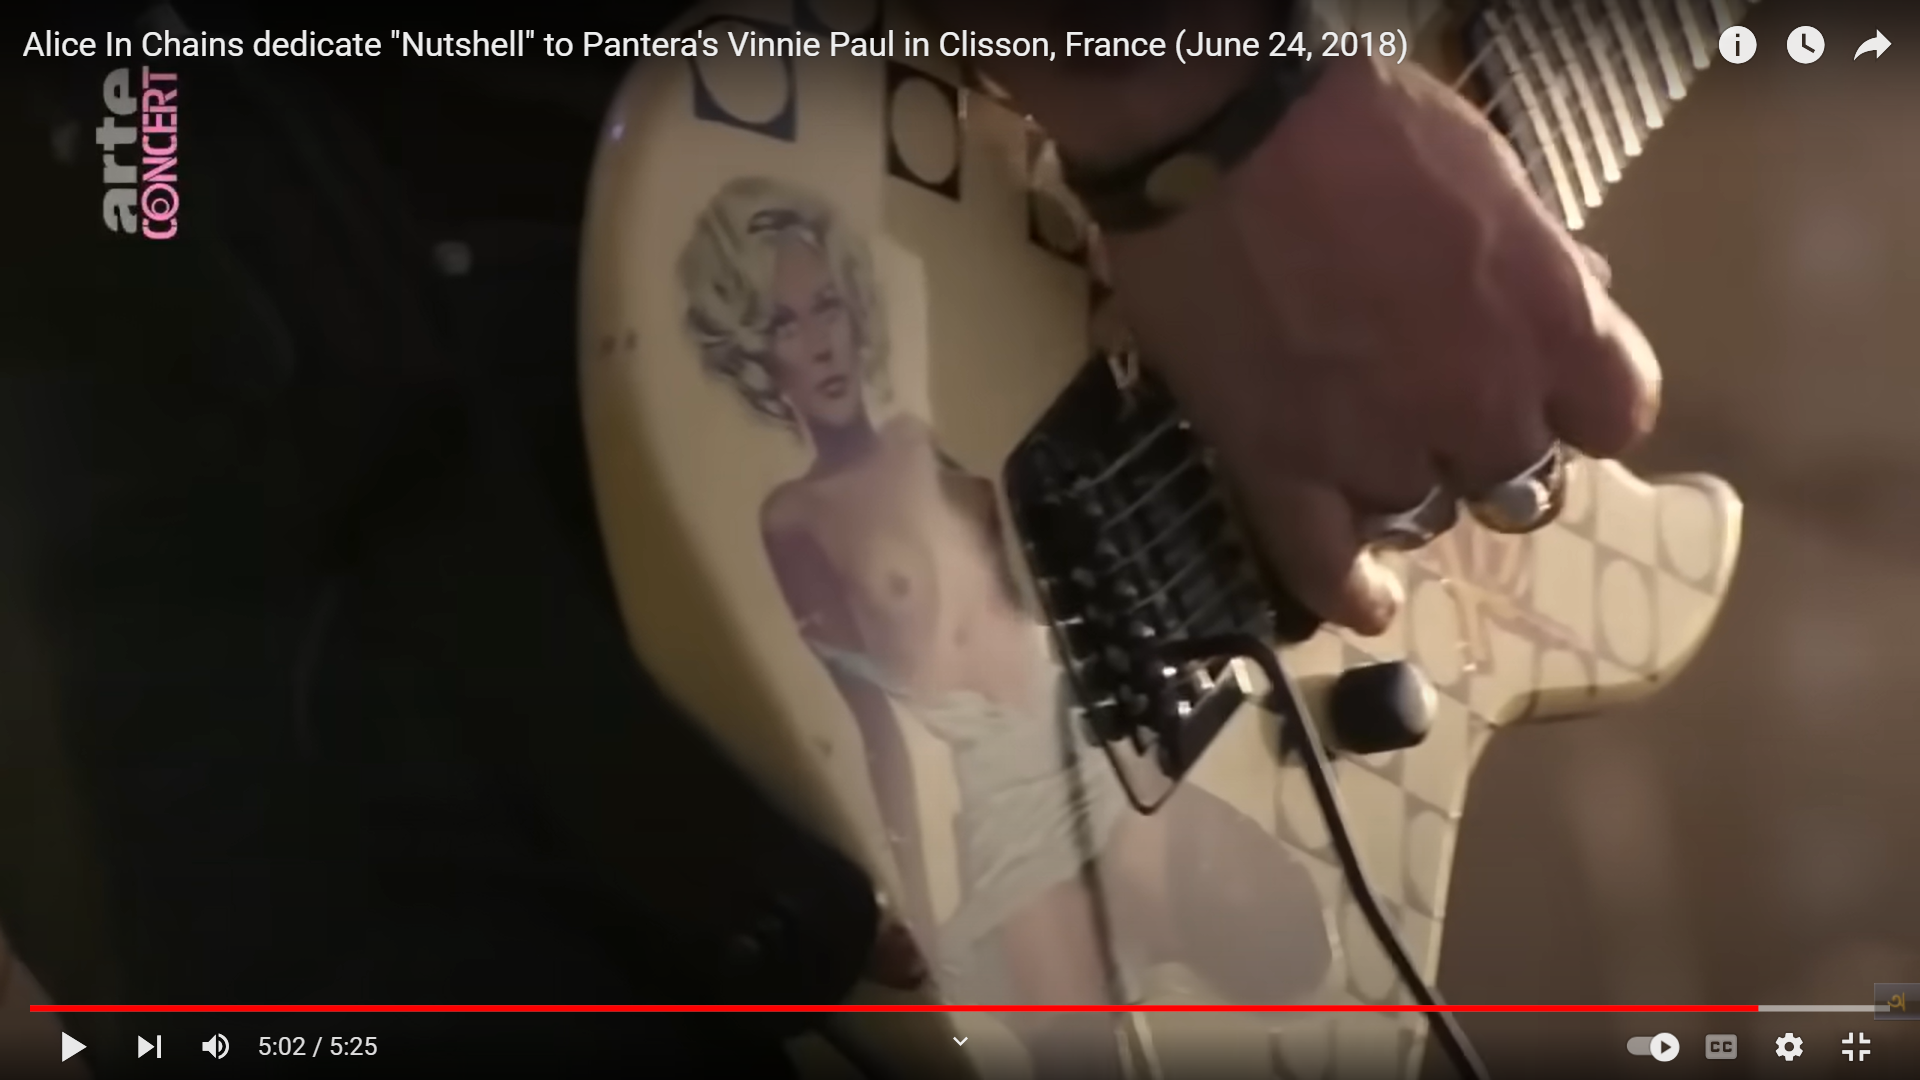 Alice In Chains dedicate "Nutshell" to Pantera's Vinnie Paul in Clisson, France (June 24, 2018)
arte
CONCERT
5:02 / 5:25
CC